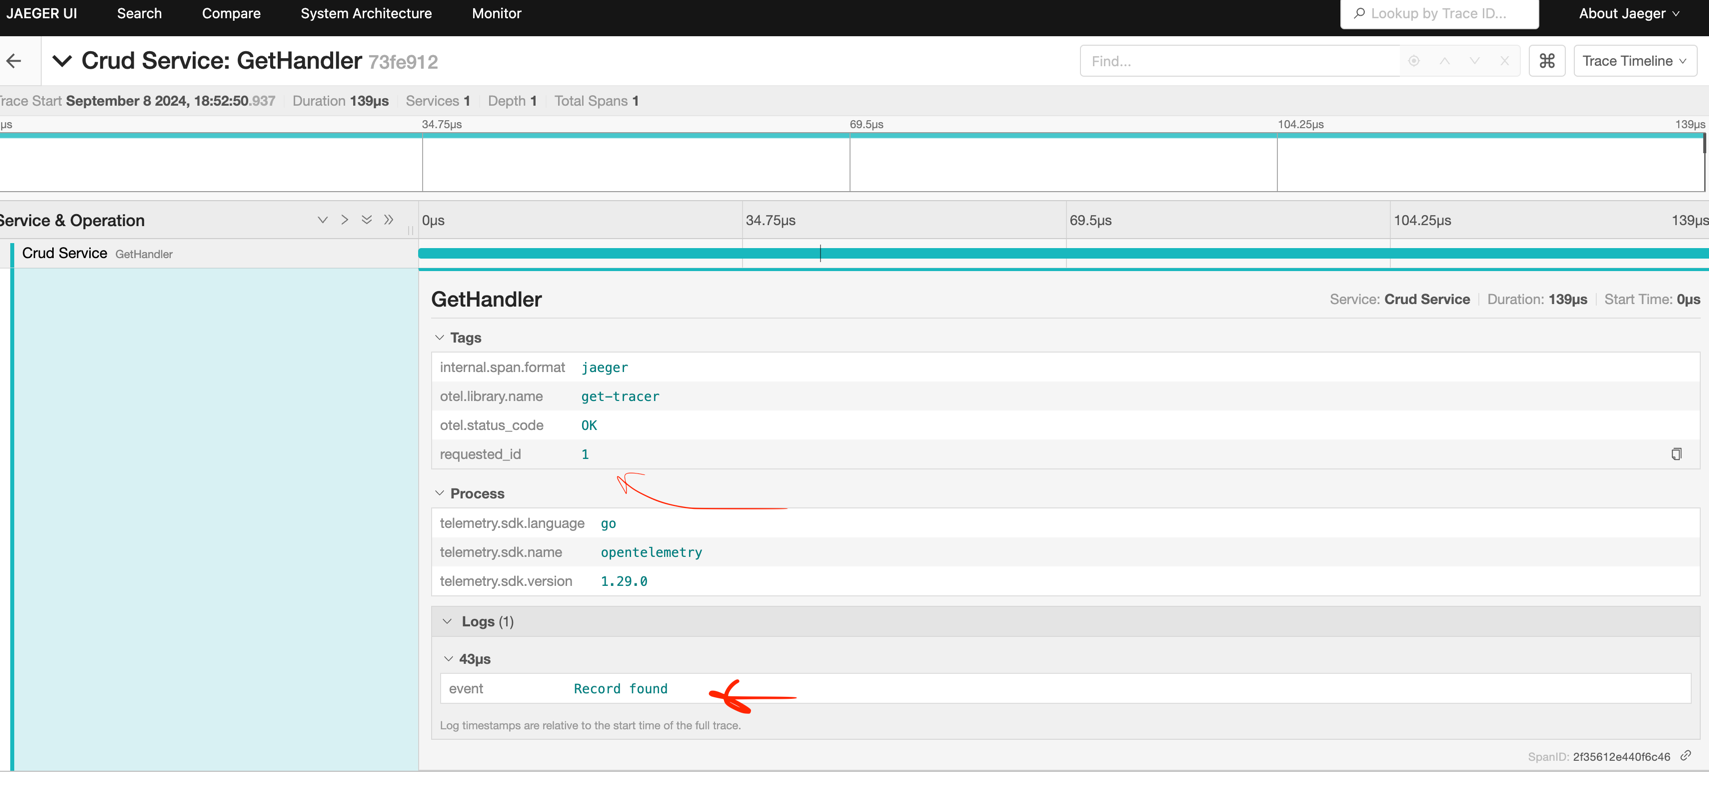 JAEGER UI Search Compare System Architecture Monitor Lookup by Trace ID... About Jaeger
Crud Service: GetHandler 73fe912 Find... ⌘ Trace Timeline
Trace Start September 8 2024, 18:52:50.937 Duration 139μs Services 1 Depth 1 Total Spans 1
μs 34.75μs 69.5μs 104.25μs 139μs
Service & Operation 0μs 34.75μs 69.5μs 104.25μs 139μs
Crud Service GetHandler
GetHandler Service: Crud Service Duration: 139μs Start Time: 0μs
Tags
internal.span.format jaeger
otel.library.name get-tracer
otel.status_code OK
requested_id 1
Process
telemetry.sdk.language go
telemetry.sdk.name opentelemetry
telemetry.sdk.version 1.29.0
Logs (1)
43μs
event Record found
Log timestamps are relative to the start time of the full trace.
SpanID: 2f35612e440f6c46